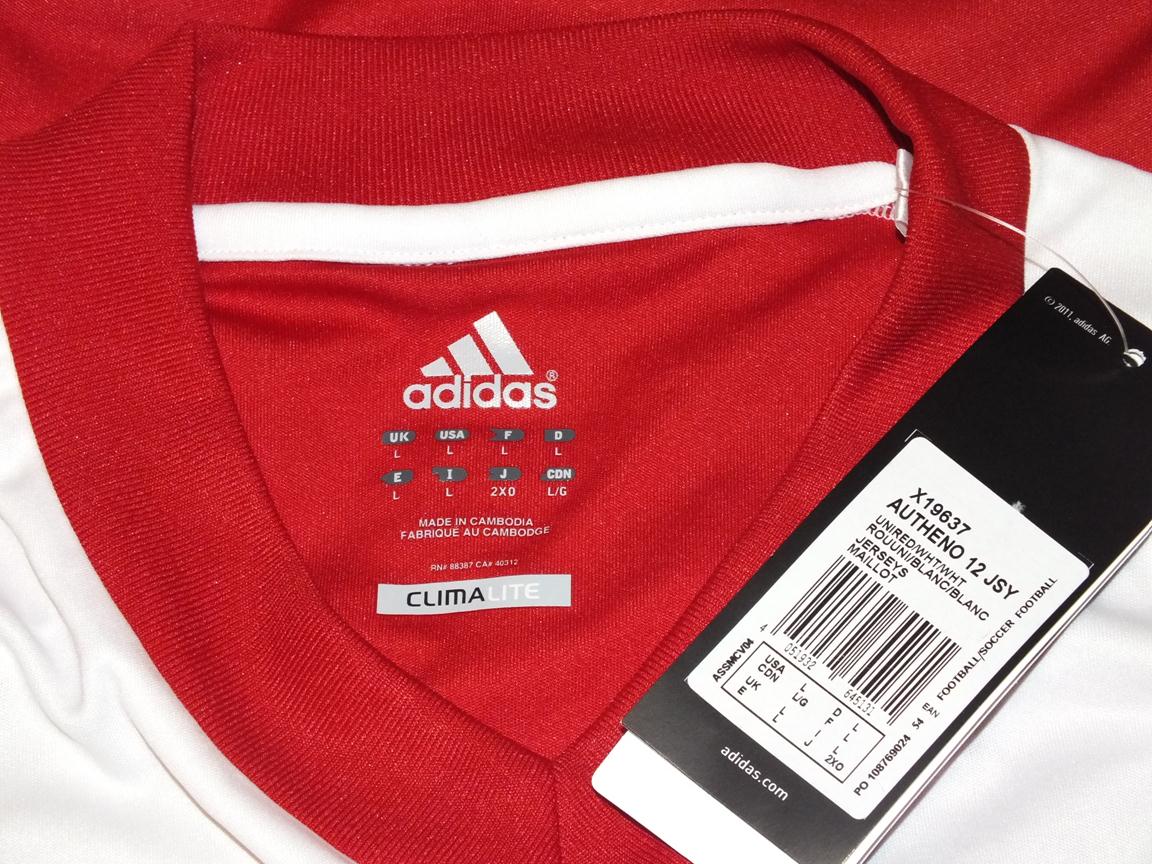 adidas®
UK USA F D
L L L L
E I J CDN
L L 2XO L/G
MADE IN CAMBODIA
FABRIQUÉ AU CAMBODGE
RN# 88387 CA# 40312
CLIMALITE
(c) 2011, adidas AG
X19637
AUTHENO 12 JSY
UNIRED/WHT/WHT
ROUUNI/BLANC/BLANC
JERSEYS
MAILLOT
4 051932 645131
EAN
ASSMCV04
USA L D L
CDN L/G F L
UK L I L
E L J 2XO
FOOTBALL/SOCCER FOOTBALL
PO 108769024 54
adidas.com